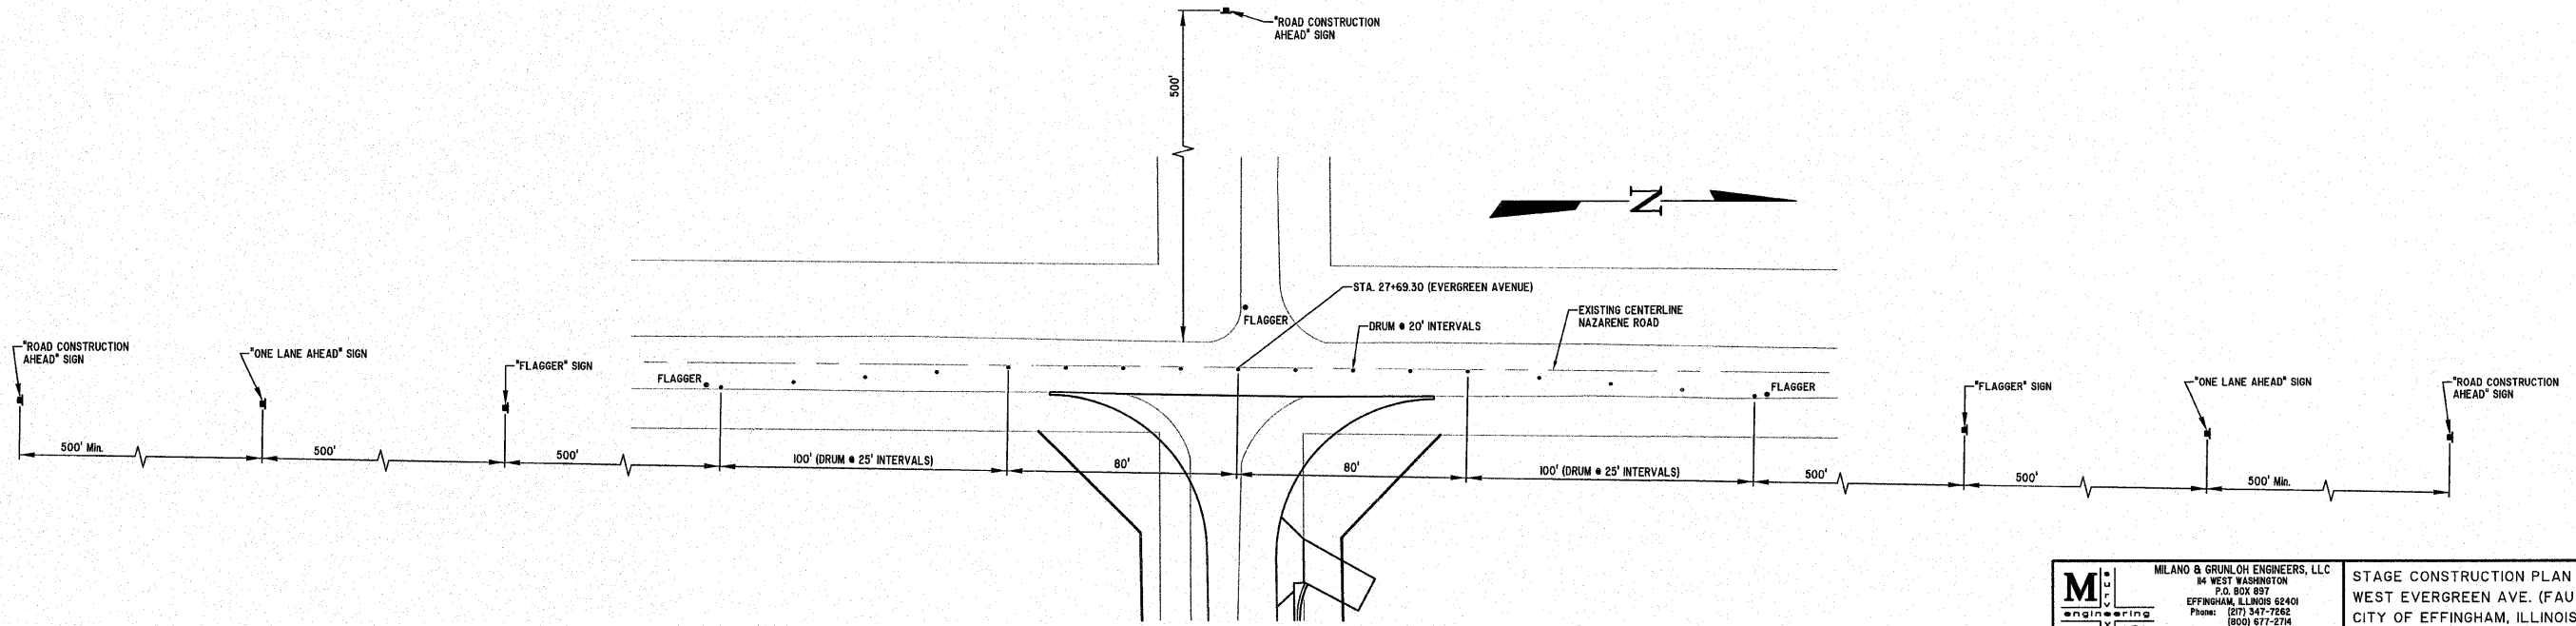 "ROAD CONSTRUCTION
AHEAD" SIGN
500'
N
STA. 27+69.30 (EVERGREEN AVENUE)
FLAGGER
DRUM @ 20' INTERVALS
EXISTING CENTERLINE
NAZARENE ROAD
"ROAD CONSTRUCTION
AHEAD" SIGN
"ONE LANE AHEAD" SIGN
"FLAGGER" SIGN
FLAGGER
FLAGGER
"FLAGGER" SIGN
"ONE LANE AHEAD" SIGN
"ROAD CONSTRUCTION
AHEAD" SIGN
500' Min.
500'
500'
100' (DRUM @ 25' INTERVALS)
80'
80'
100' (DRUM @ 25' INTERVALS)
500'
500'
500' Min.
M
engineering
MILANO & GRUNLOH ENGINEERS, LLC
114 WEST WASHINGTON
P.O. BOX 897
EFFINGHAM, ILLINOIS 62401
Phone: (217) 347-7262
(800) 677-2714
STAGE CONSTRUCTION PLAN
WEST EVERGREEN AVE. (FAU
CITY OF EFFINGHAM, ILLINOIS